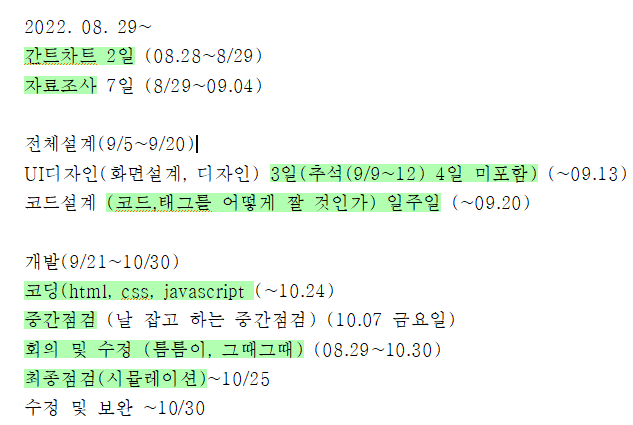 2022. 08. 29~
간트차트 2일 (08.28~8/29)
자료조사 7일 (8/29~09.04)
전체설계(9/5~9/20)
UI디자인(화면설계, 디자인) 3일(추석(9/9~12) 4일 미포함) (~09.13)
코드설계 (코드,태그를 어떻게 짤 것인가) 일주일 (~09.20)
개발(9/21~10/30)
코딩(html, css, javascript (~10.24)
중간점검 (날 잡고 하는 중간점검) (10.07 금요일)
회의 및 수정 (틈틈이, 그때그때) (08.29~10.30)
최종점검(시뮬레이션)~10/25
수정 및 보완 ~10/30